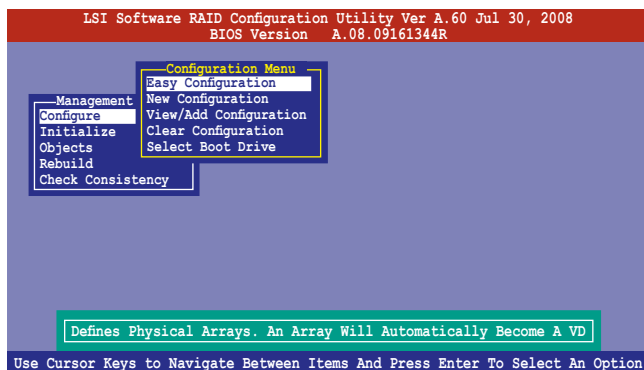 LSI Software RAID Configuration Utility Ver A.60 Jul 30, 2008
BIOS Version A.08.09161344R
Management
Configure
Initialize
Objects
Rebuild
Check Consistency
Configuration Menu
Easy Configuration
New Configuration
View/Add Configuration
Clear Configuration
Select Boot Drive
Defines Physical Arrays. An Array Will Automatically Become A VD
Use Cursor Keys to Navigate Between Items And Press Enter To Select An Option